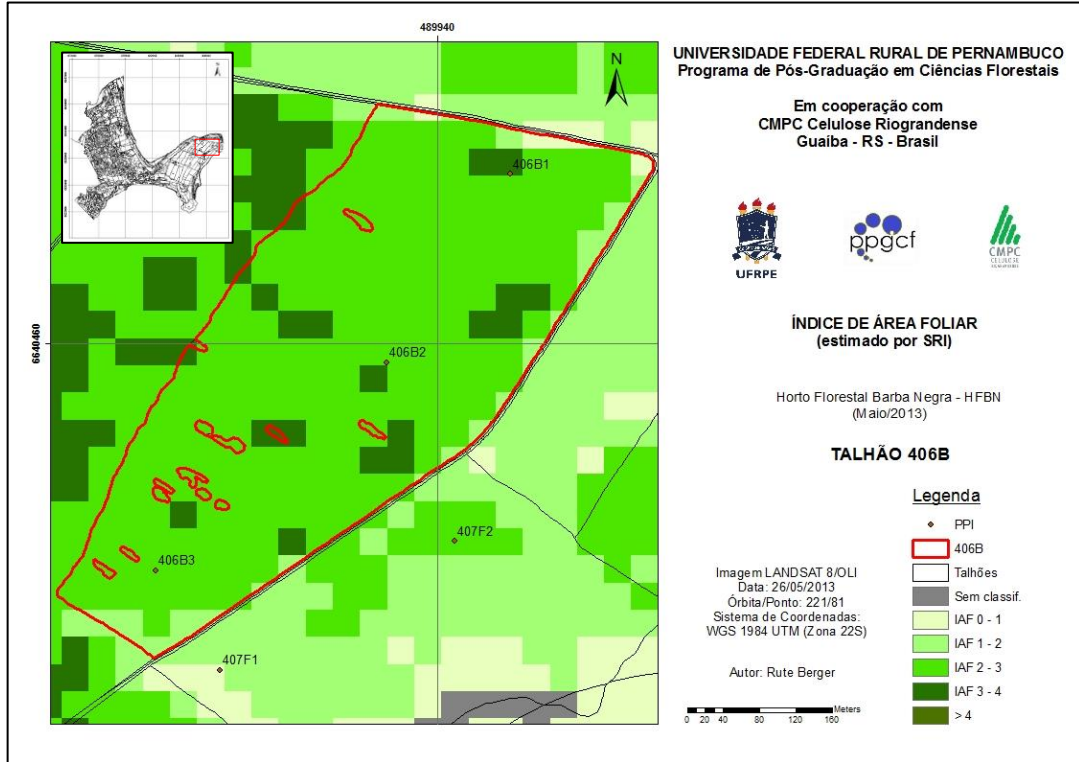 489940
6640460
N
406B1
406B2
406B3
407F2
407F1
UNIVERSIDADE FEDERAL RURAL DE PERNAMBUCO
Programa de Pós-Graduação em Ciências Florestais
Em cooperação com
CMPC Celulose Riograndense
Guaíba - RS - Brasil
UFRPE
ppgcf
CMPC
CELULOSE
ÍNDICE DE ÁREA FOLIAR
(estimado por SRI)
Horto Florestal Barba Negra - HFBN
(Maio/2013)
TALHÃO 406B
Legenda
PPI
406B
Talhões
Sem classif.
IAF 0 - 1
IAF 1 - 2
IAF 2 - 3
IAF 3 - 4
> 4
Imagem LANDSAT 8/OLI
Data: 26/05/2013
Órbita/Ponto: 221/81
Sistema de Coordenadas:
WGS 1984 UTM (Zona 22S)
Autor: Rute Berger
Meters
0 20 40 80 120 160